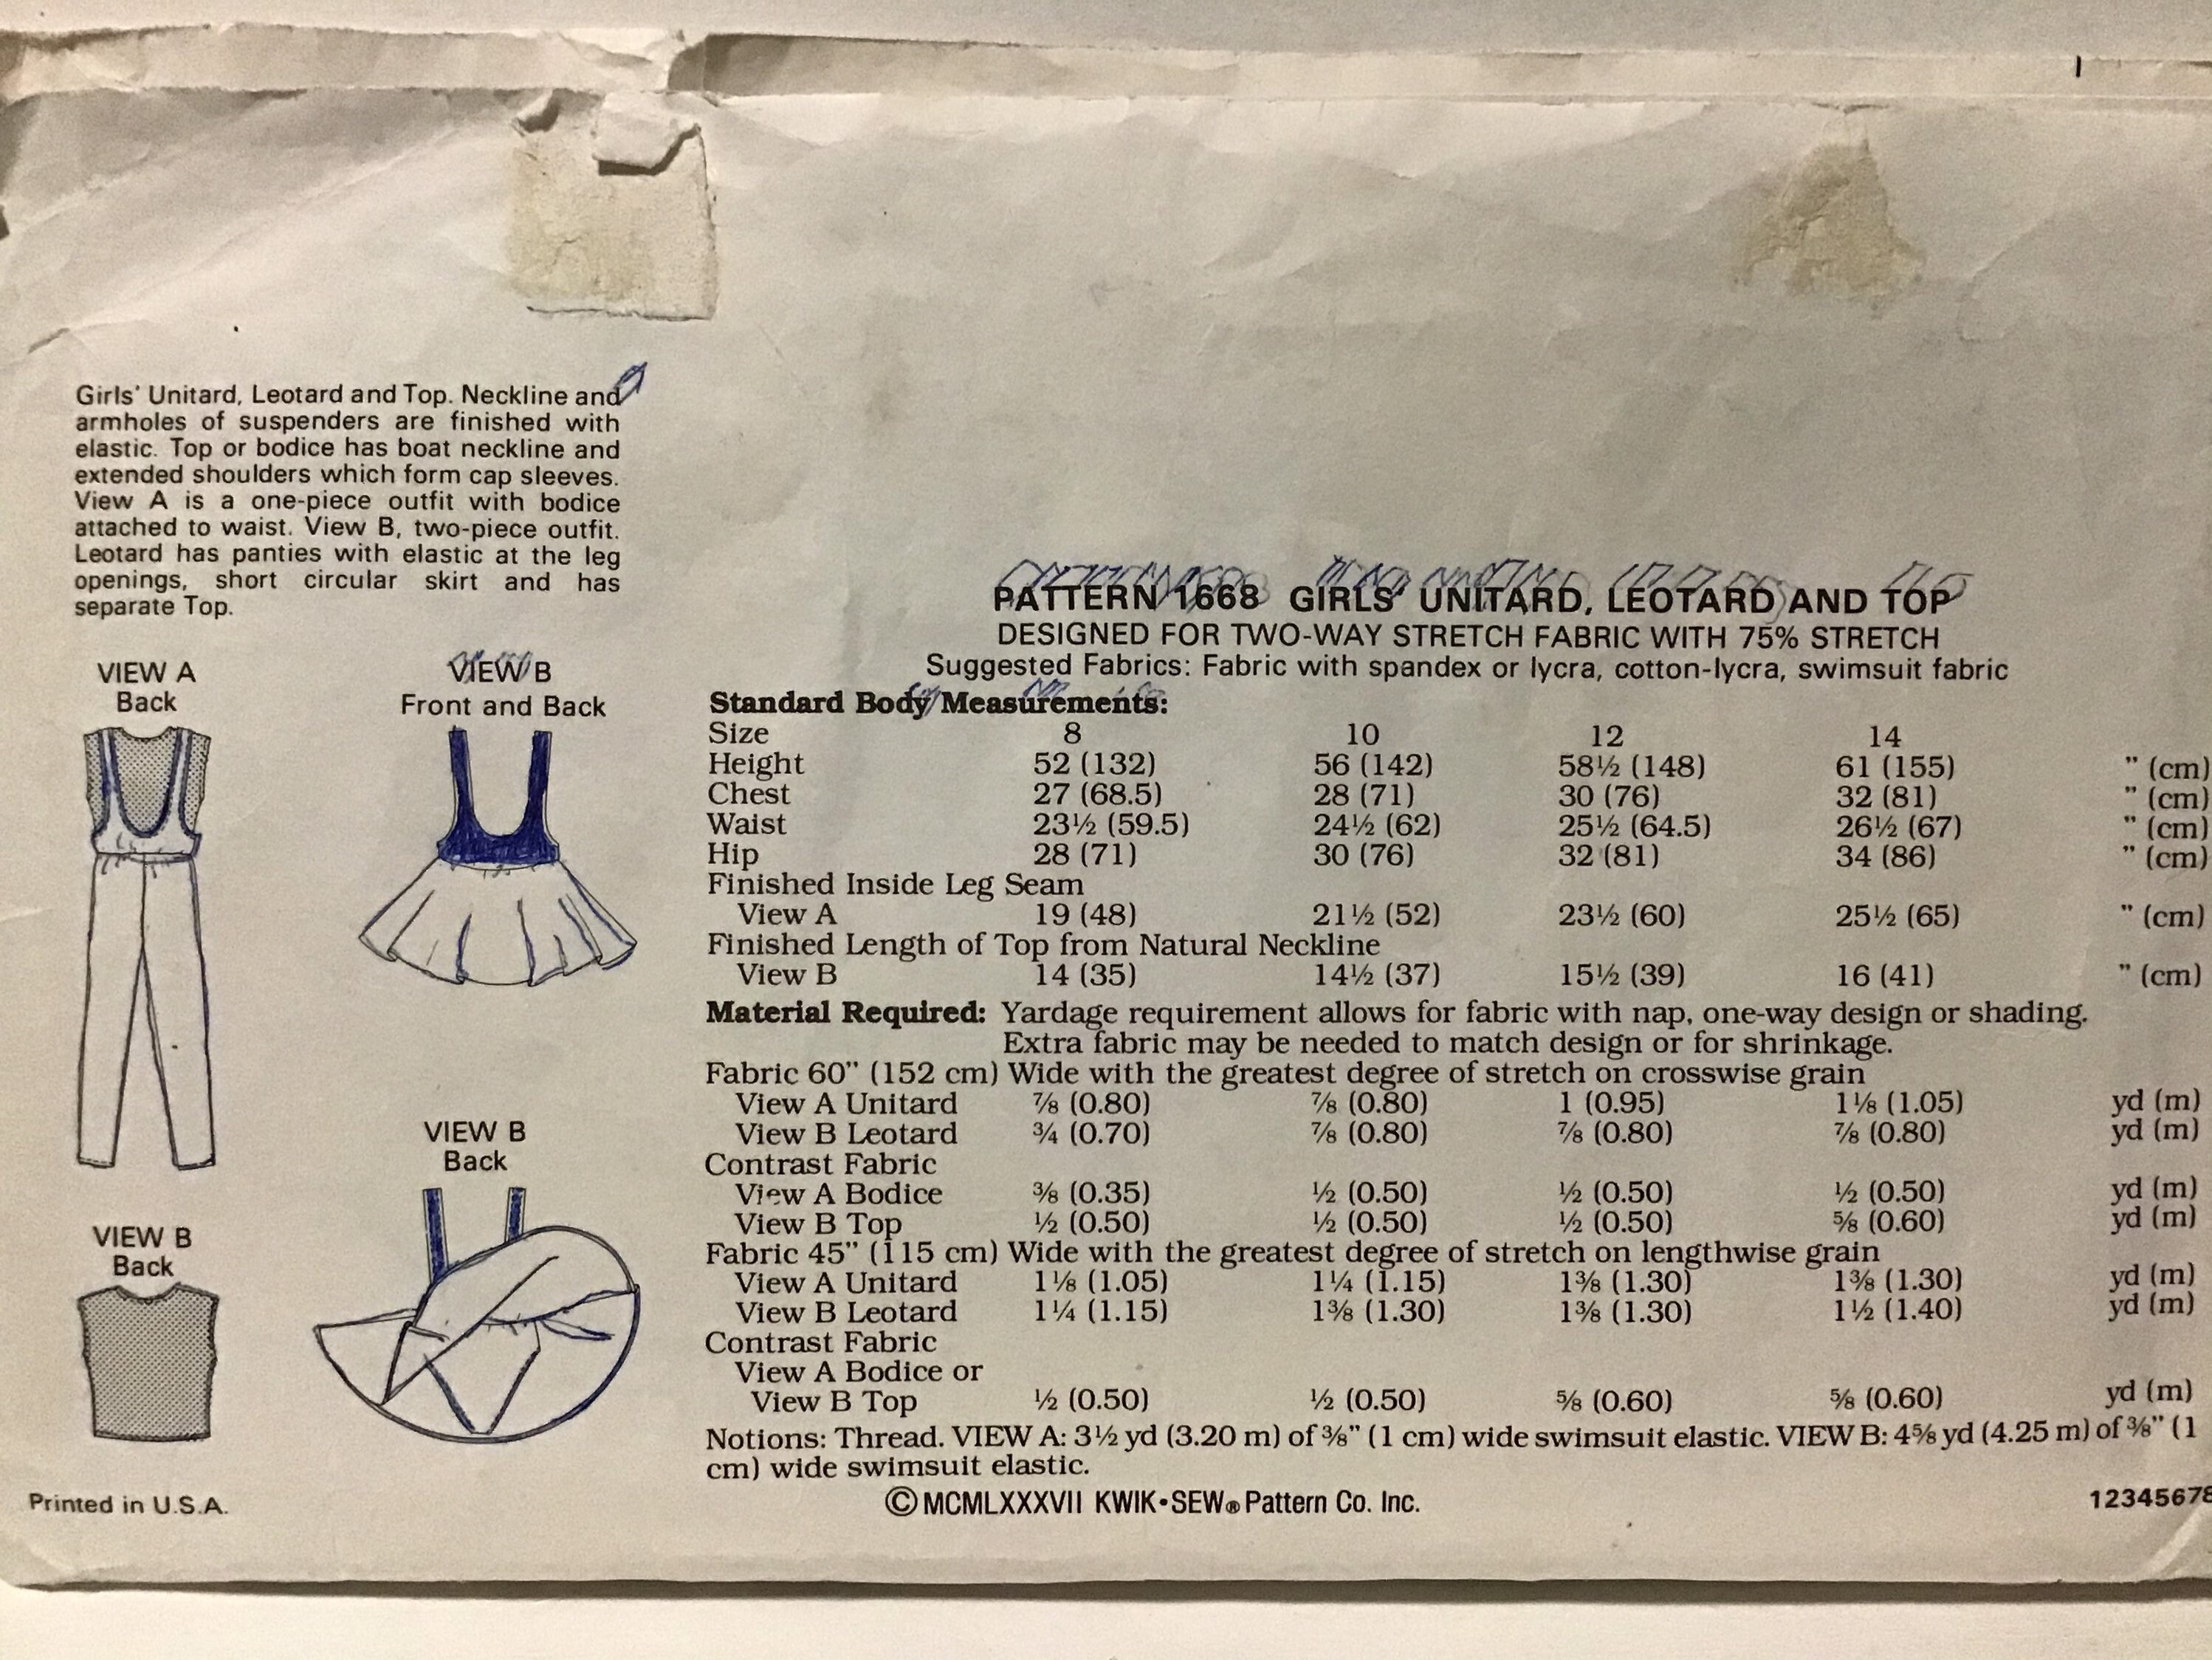 Girls' Unitard, Leotard and Top. Neckline and
armholes of suspenders are finished with
elastic. Top or bodice has boat neckline and
extended shoulders which form cap sleeves.
View A is a one-piece outfit with bodice
attached to waist. View B, two-piece outfit.
Leotard has panties with elastic at the leg
openings, short circular skirt and has
separate Top.
VIEW A
Back
VIEW B
Front and Back
VIEW B
Back
VIEW B
Back
Printed in U.S.A.
PATTERN 1668 GIRLS' UNITARD, LEOTARD AND TOP
DESIGNED FOR TWO-WAY STRETCH FABRIC WITH 75% STRETCH
Suggested Fabrics: Fabric with spandex or lycra, cotton-lycra, swimsuit fabric
Standard Body Measurements:
Size 8 10 12 14
Height 52 (132) 56 (142) 58½ (148) 61 (155) " (cm)
Chest 27 (68.5) 28 (71) 30 (76) 32 (81) " (cm)
Waist 23½ (59.5) 24½ (62) 25½ (64.5) 26½ (67) " (cm)
Hip 28 (71) 30 (76) 32 (81) 34 (86) " (cm)
Finished Inside Leg Seam
View A 19 (48) 21½ (52) 23½ (60) 25½ (65) " (cm)
Finished Length of Top from Natural Neckline
View B 14 (35) 14½ (37) 15½ (39) 16 (41) " (cm)
Material Required: Yardage requirement allows for fabric with nap, one-way design or shading.
Extra fabric may be needed to match design or for shrinkage.
Fabric 60" (152 cm) Wide with the greatest degree of stretch on crosswise grain
View A Unitard ⅞ (0.80) ⅞ (0.80) 1 (0.95) 1⅛ (1.05) yd (m)
View B Leotard ¾ (0.70) ⅞ (0.80) ⅞ (0.80) ⅞ (0.80) yd (m)
Contrast Fabric
View A Bodice ⅜ (0.35) ½ (0.50) ½ (0.50) ½ (0.50) yd (m)
View B Top ½ (0.50) ½ (0.50) ½ (0.50) ⅝ (0.60) yd (m)
Fabric 45" (115 cm) Wide with the greatest degree of stretch on lengthwise grain
View A Unitard 1⅛ (1.05) 1¼ (1.15) 1⅜ (1.30) 1⅜ (1.30) yd (m)
View B Leotard 1¼ (1.15) 1⅜ (1.30) 1⅜ (1.30) 1½ (1.40) yd (m)
Contrast Fabric
View A Bodice or
View B Top ½ (0.50) ½ (0.50) ⅝ (0.60) ⅝ (0.60) yd (m)
Notions: Thread. VIEW A: 3½ yd (3.20 m) of ⅜" (1 cm) wide swimsuit elastic. VIEW B: 4⅝ yd (4.25 m) of ⅜" (1
cm) wide swimsuit elastic.
© MCMLXXXVII KWIK•SEW® Pattern Co. Inc.
12345678